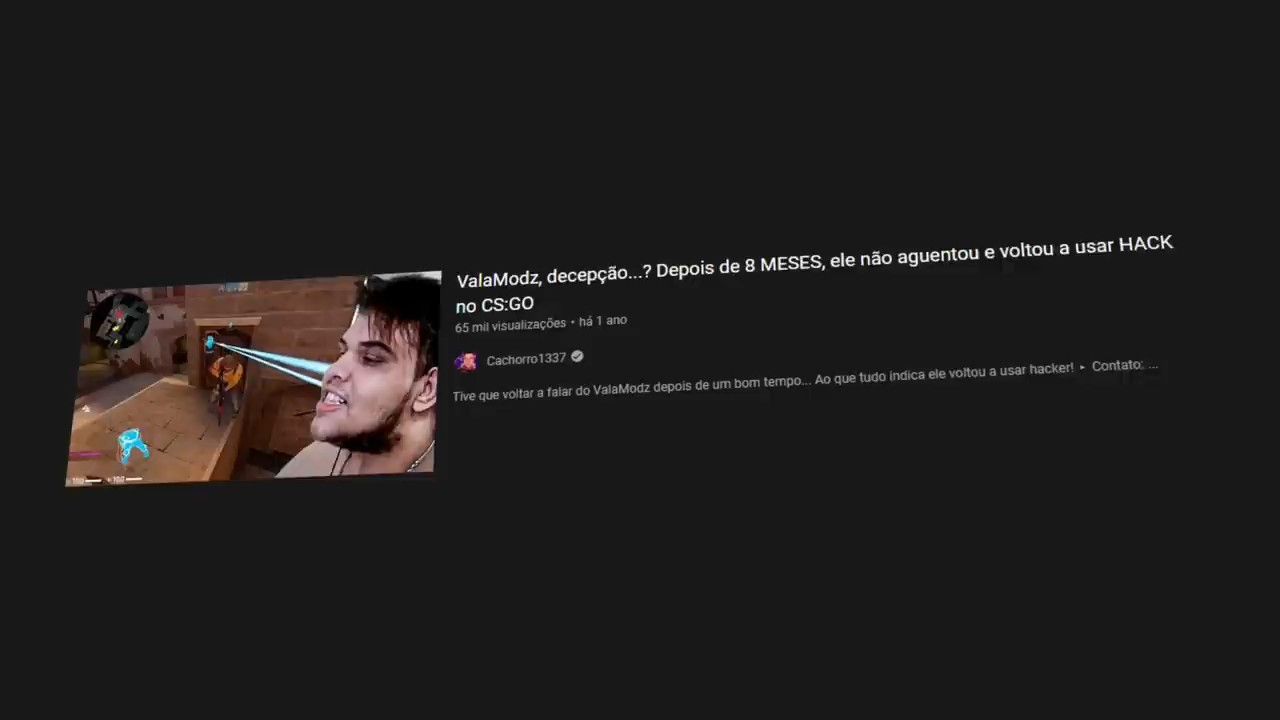 ValaModz, decepção...? Depois de 8 MESES, ele não aguentou e voltou a usar HACK
no CS:GO
65 mil visualizações • há 1 ano
Cachorro1337
Tive que voltar a falar do ValaModz depois de um bom tempo... Ao que tudo indica ele voltou a usar hacker! ▸ Contato: ...